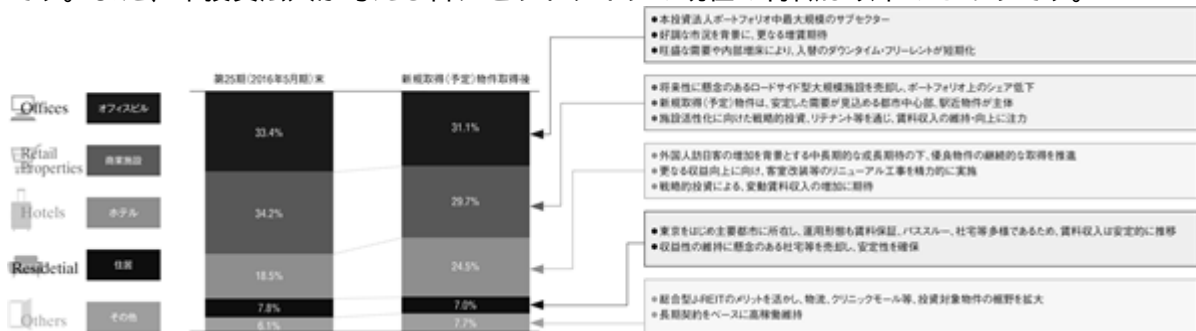 ●本投資法人ポートフォリオ中最大規模のサブセクター
●好調な市況を背景に、更なる増賃期待
●旺盛な需要や内部増床により、入替のダウンタイム・フリーレントが短期化
第25期(2016年5月期)末
新規取得(予定)物件取得後
Offices
オフィスビル
33.4%
31.1%
●将来性に懸念のあるロードサイド型大規模施設を売却し、ポートフォリオ上のシェア低下
●新規取得(予定)物件は、安定した需要が見込める都市中心部、駅近物件が主体
●施設活性化に向けた戦略的投資、リテナント等を通じ、賃料収入の維持・向上に注力
Retail
Properties
商業施設
34.2%
29.7%
●外国人訪日客の増加を背景とする中長期的な成長期待の下、優良物件の継続的な取得を推進
●更なる収益向上に向け、客室改装等のリニューアル工事を精力的に実施
●戦略的投資による、変動賃料収入の増加に期待
Hotels
ホテル
18.5%
24.5%
●東京をはじめ主要都市に所在し、運用形態も賃料保証、パススルー、社宅等多様であるため、賃料収入は安定的に推移
●収益性の維持に懸念のある社宅等を売却し、安定性を確保
Residetial
住居
7.8%
7.0%
●総合型J-REITのメリットを活かし、物流、クリニックモール等、投資対象物件の裾野を拡大
●長期契約をベースに高稼働維持
Others
その他
6.1%
7.7%